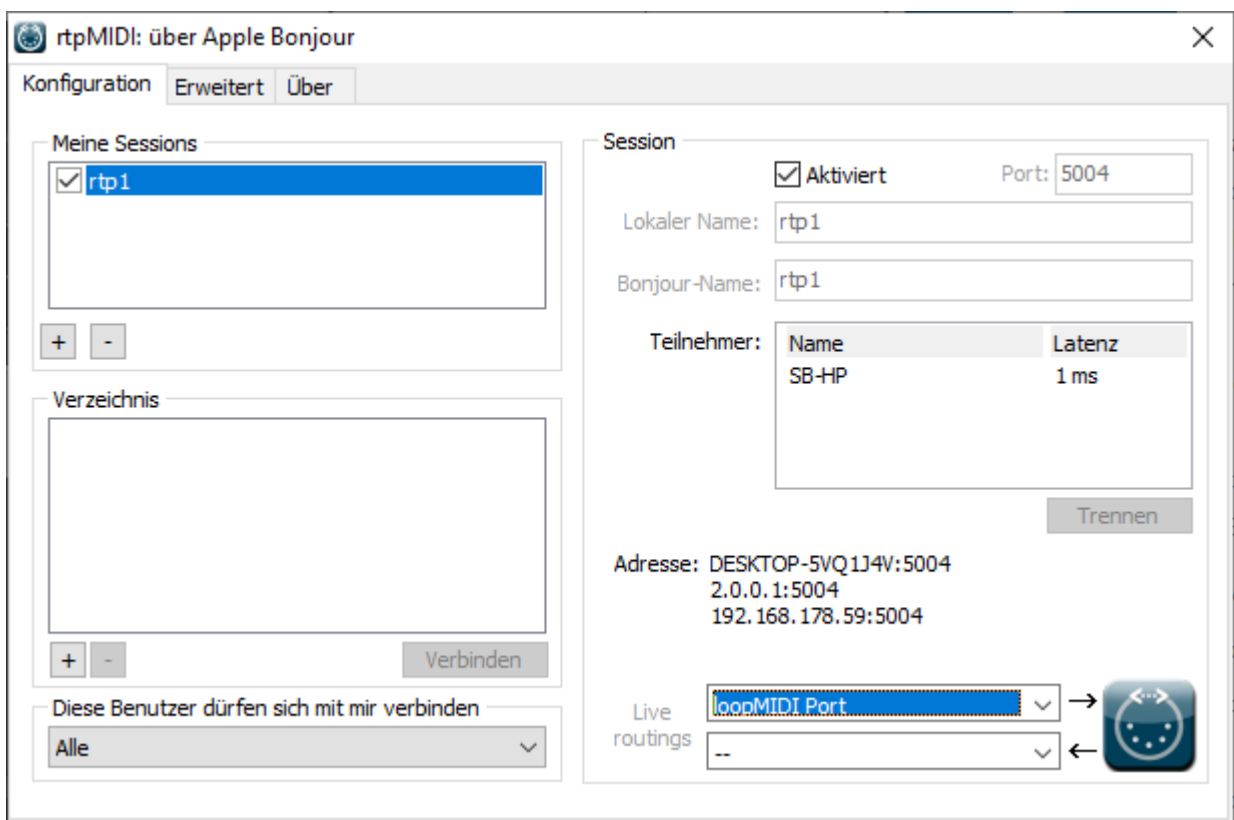 rtpMIDI: über Apple Bonjour
Konfiguration Erweitert Über
Meine Sessions
rtp1
+ -
Verzeichnis
+ - Verbinden
Diese Benutzer dürfen sich mit mir verbinden
Alle
Session
Aktiviert Port: 5004
Lokaler Name: rtp1
Bonjour-Name: rtp1
Teilnehmer: Name Latenz
SB-HP 1 ms
Trennen
Adresse: DESKTOP-5VQ1J4V:5004
2.0.0.1:5004
192.168.178.59:5004
Live
routings
loopMIDI Port →
-- ←